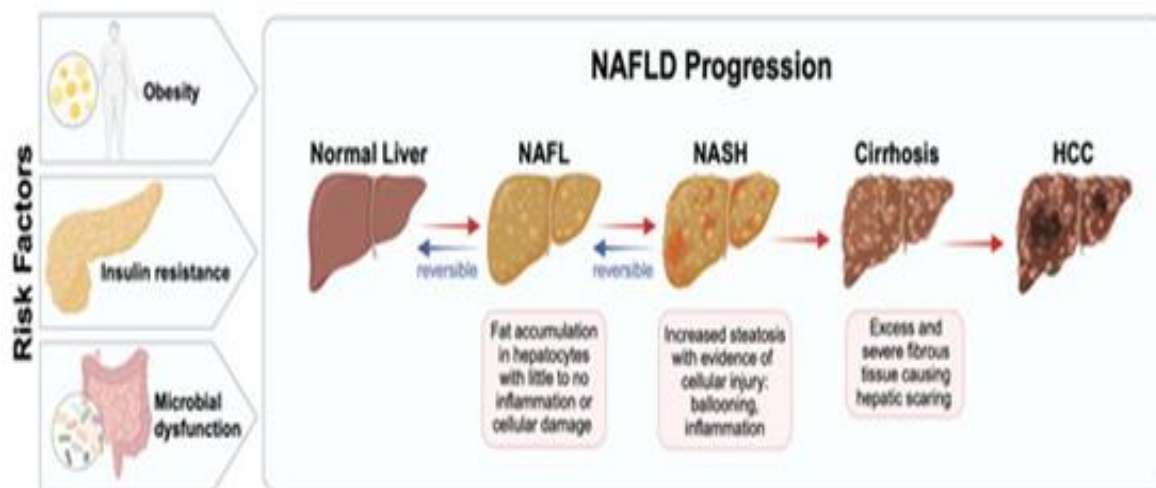 Risk Factors
Obesity
Insulin resistance
Microbial
dysfunction
NAFLD Progression
Normal Liver
NAFL
NASH
Cirrhosis
HCC
reversible
reversible
Fat accumulation
in hepatocytes
with little to no
inflammation or
cellular damage
Increased steatosis
with evidence of
cellular injury:
ballooning,
inflammation
Excess and
severe fibrous
tissue causing
hepatic scaring